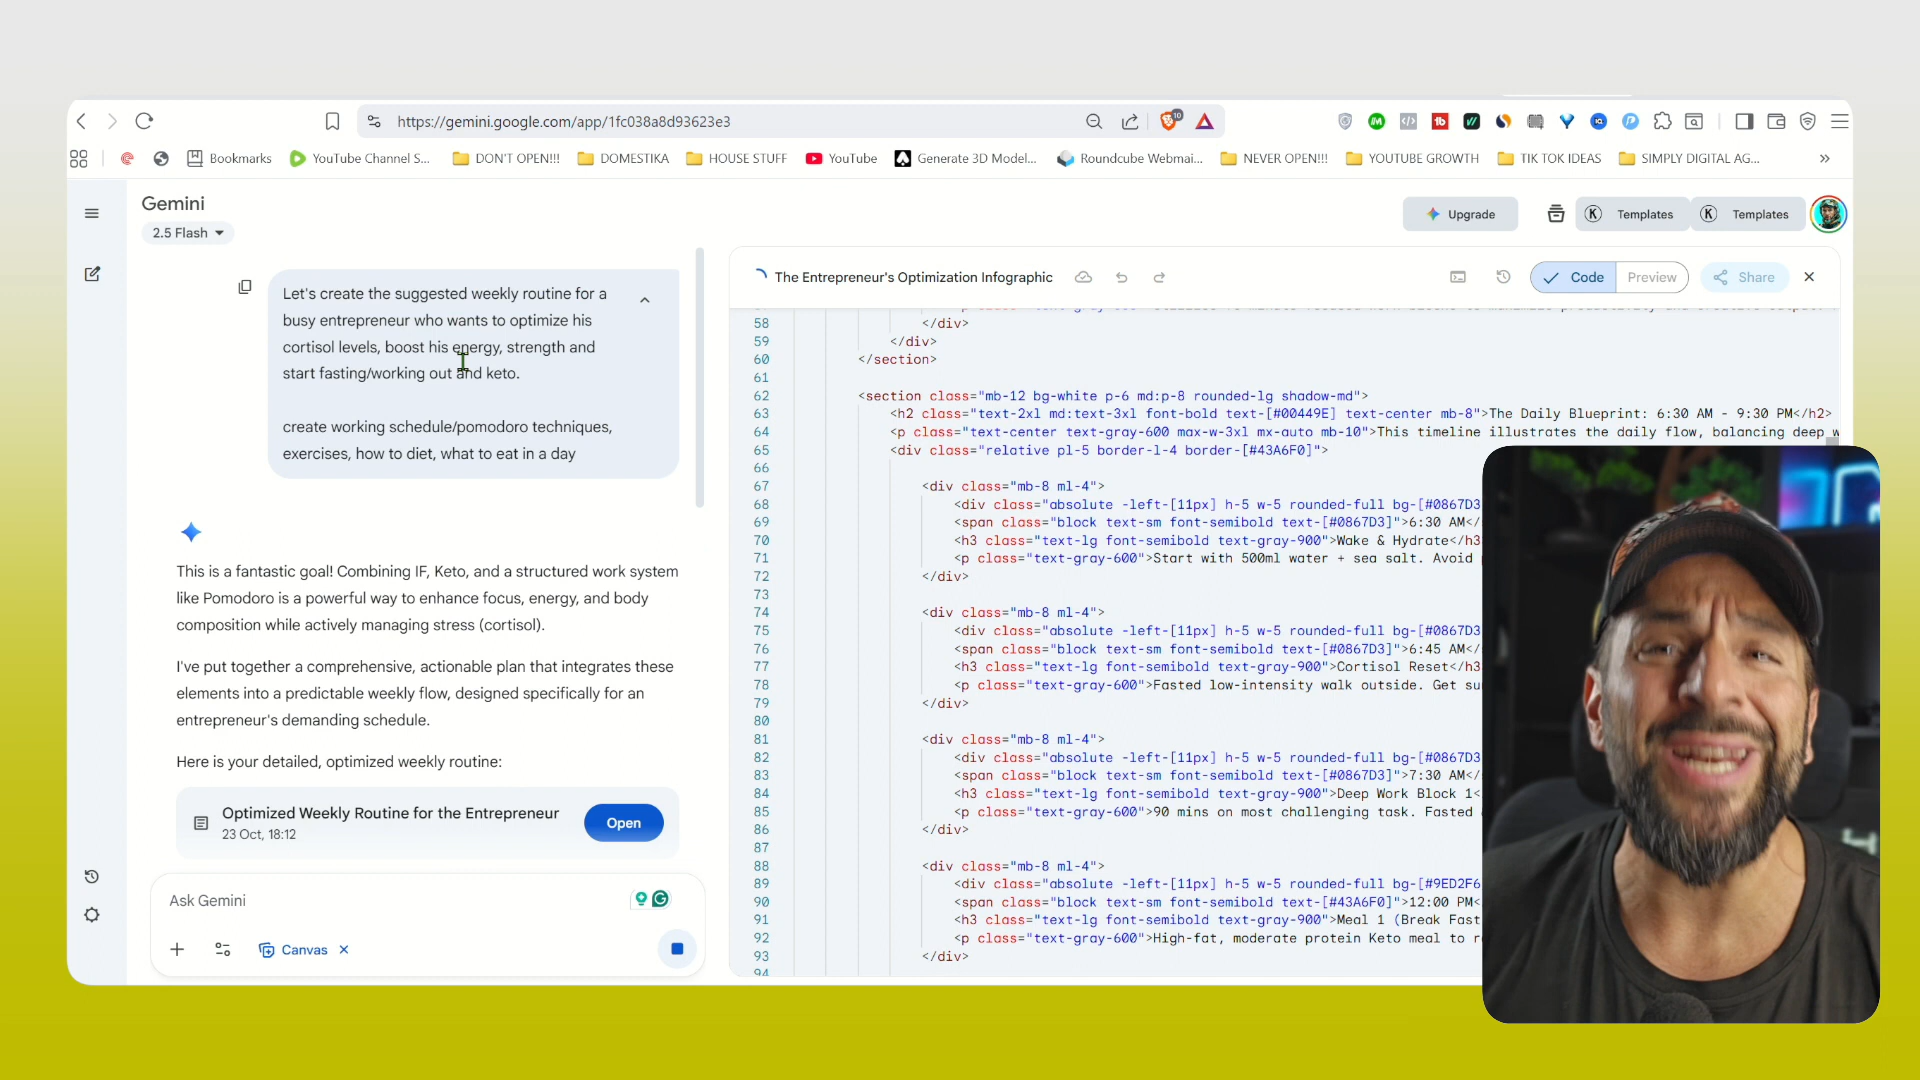 https://gemini.google.com/app/1fc038a8d93623e3
10
Bookmarks
YouTube Channel S...
DON'T OPEN!!!
DOMESTIKA
HOUSE STUFF
YouTube
Generate 3D Model...
Roundcube Webmai...
NEVER OPEN!!!
YOUTUBE GROWTH
TIK TOK IDEAS
SIMPLY DIGITAL AG...
Gemini
2.5 Flash
Upgrade
Templates
Templates
Let's create the suggested weekly routine for a
busy entrepreneur who wants to optimize his
cortisol levels, boost his energy, strength and
start fasting/working out and keto.
create working schedule/pomodoro techniques,
exercises, how to diet, what to eat in a day
This is a fantastic goal! Combining IF, Keto, and a structured work system
like Pomodoro is a powerful way to enhance focus, energy, and body
composition while actively managing stress (cortisol).
I've put together a comprehensive, actionable plan that integrates these
elements into a predictable weekly flow, designed specifically for an
entrepreneur's demanding schedule.
Here is your detailed, optimized weekly routine:
Optimized Weekly Routine for the Entrepreneur
23 Oct, 18:12
Open
Ask Gemini
Canvas
The Entrepreneur's Optimization Infographic
Code
Preview
Share
58 </div>
59 </div>
60 </section>
61
62 <section class="mb-12 bg-white p-6 md:p-8 rounded-lg shadow-md">
63 <h2 class="text-2xl md:text-3xl font-bold text-[#00449E] text-center mb-8">The Daily Blueprint: 6:30 AM - 9:30 PM</h2>
64 <p class="text-center text-gray-600 max-w-3xl mx-auto mb-10">This timeline illustrates the daily flow, balancing deep w
65 <div class="relative pl-5 border-l-4 border-[#43A6F0]">
66
67 <div class="mb-8 ml-4">
68 <div class="absolute -left-[11px] h-5 w-5 rounded-full bg-[#0867D3
69 <span class="block text-sm font-semibold text-[#0867D3]">6:30 AM</
70 <h3 class="text-lg font-semibold text-gray-900">Wake & Hydrate</h3
71 <p class="text-gray-600">Start with 500ml water + sea salt. Avoid
72 </div>
73
74 <div class="mb-8 ml-4">
75 <div class="absolute -left-[11px] h-5 w-5 rounded-full bg-[#0867D3
76 <span class="block text-sm font-semibold text-[#0867D3]">6:45 AM</
77 <h3 class="text-lg font-semibold text-gray-900">Cortisol Reset</h3
78 <p class="text-gray-600">Fasted low-intensity walk outside. Get su
79 </div>
80
81 <div class="mb-8 ml-4">
82 <div class="absolute -left-[11px] h-5 w-5 rounded-full bg-[#0867D3
83 <span class="block text-sm font-semibold text-[#0867D3]">7:30 AM</
84 <h3 class="text-lg font-semibold text-gray-900">Deep Work Block 1<
85 <p class="text-gray-600">90 mins on most challenging task. Fasted
86 </div>
87
88 <div class="mb-8 ml-4">
89 <div class="absolute -left-[11px] h-5 w-5 rounded-full bg-[#9ED2F6
90 <span class="block text-sm font-semibold text-[#43A6F0]">12:00 PM<
91 <h3 class="text-lg font-semibold text-gray-900">Meal 1 (Break Fast
92 <p class="text-gray-600">High-fat, moderate protein Keto meal to r
93 </div>
94